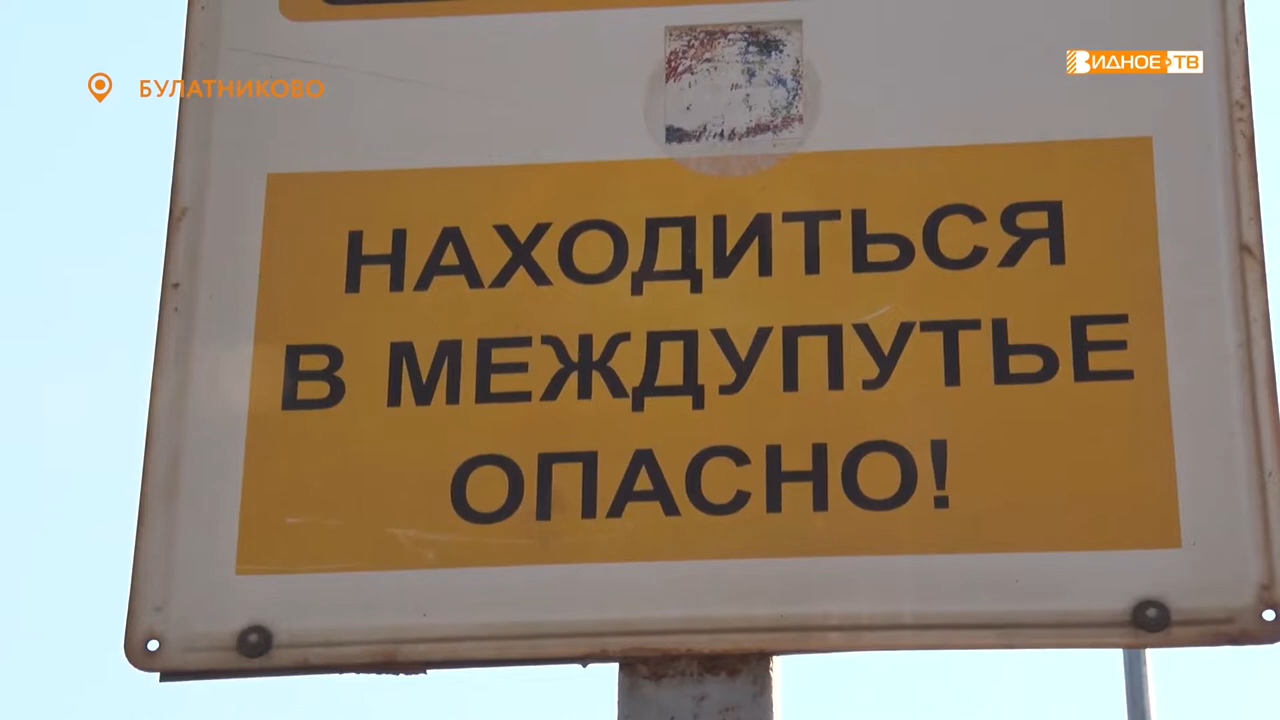 БУЛАТНИКОВО
ВИДНОЕ ТВ
НАХОДИТЬСЯ
В МЕЖДУПУТЬЕ
ОПАСНО!